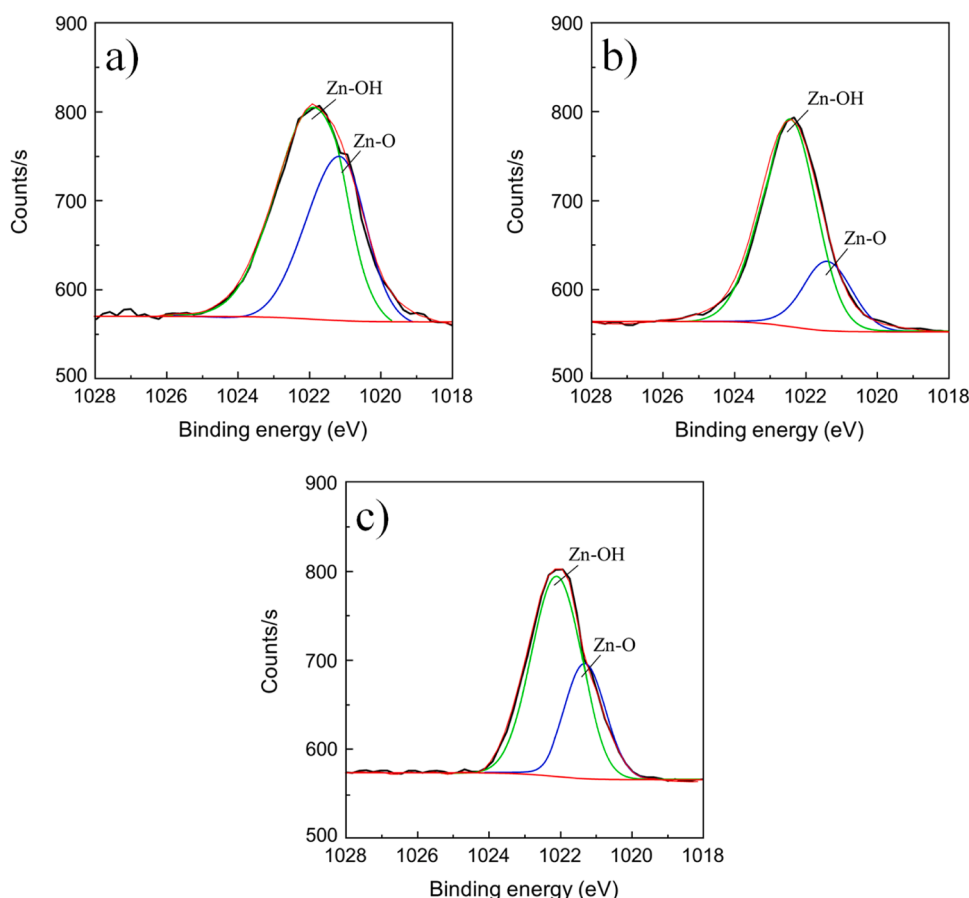 a)
900
800
700
600
500
Counts/s
Zn-OH
Zn-O
1028 1026 1024 1022 1020 1018
Binding energy (eV)
b)
900
800
700
600
500
Counts/s
Zn-OH
Zn-O
1028 1026 1024 1022 1020 1018
Binding energy (eV)
c)
900
800
700
600
500
Counts/s
Zn-OH
Zn-O
1028 1026 1024 1022 1020 1018
Binding energy (eV)